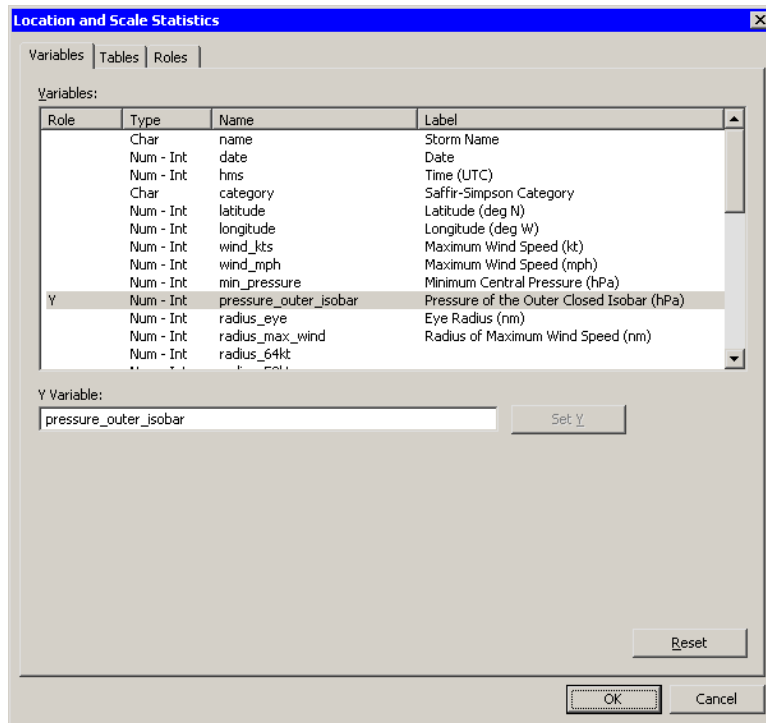 Location and Scale Statistics
Variables Tables Roles
Variables:
Role Type Name Label
Char name Storm Name
Num - Int date Date
Num - Int hms Time (UTC)
Char category Saffir-Simpson Category
Num - Int latitude Latitude (deg N)
Num - Int longitude Longitude (deg W)
Num - Int wind_kts Maximum Wind Speed (kt)
Num - Int wind_mph Maximum Wind Speed (mph)
Num - Int min_pressure Minimum Central Pressure (hPa)
Y Num - Int pressure_outer_isobar Pressure of the Outer Closed Isobar (hPa)
Num - Int radius_eye Eye Radius (nm)
Num - Int radius_max_wind Radius of Maximum Wind Speed (nm)
Num - Int radius_64kt
Y Variable:
pressure_outer_isobar Set Y
Reset
OK Cancel